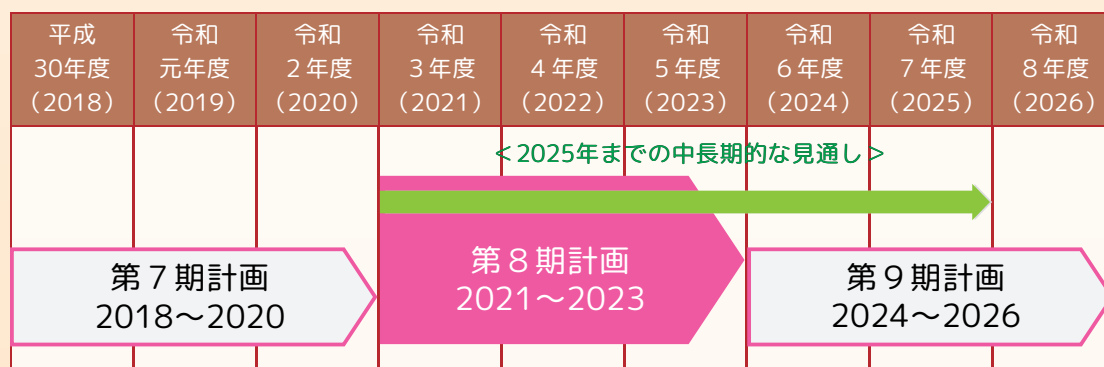 平成
30年度
（2018）
令和
元年度
（2019）
令和
２年度
（2020）
令和
３年度
（2021）
令和
４年度
（2022）
令和
５年度
（2023）
令和
６年度
（2024）
令和
７年度
（2025）
令和
８年度
（2026）
＜2025年までの中長期的な見通し＞
第７期計画
2018～2020
第８期計画
2021～2023
第９期計画
2024～2026